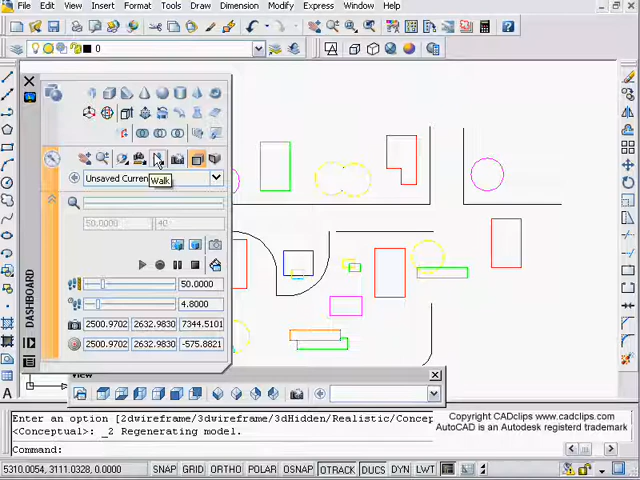 File Edit View Insert Format Tools Draw Dimension Modify Express Window Help
0
Unsaved Curren
Walk
50.0000 40
50.0000
4.8000
2500.9702 2632.9830 7344.5101
2500.9702 2632.9830 -575.8821
DASHBOARD
View
Enter an option [2dwireframe/3dwireframe/3dHidden/Realistic/Concep
<Conceptual>: _2 Regenerating model.
Command:
Copyright CADclips www.cadclips.com
AutoCAD is an Autodesk registerd trademark
5310.0054, 3111.0328, 0.0000 SNAP GRID ORTHO POLAR OSNAP OTRACK DUCS DYN LWT